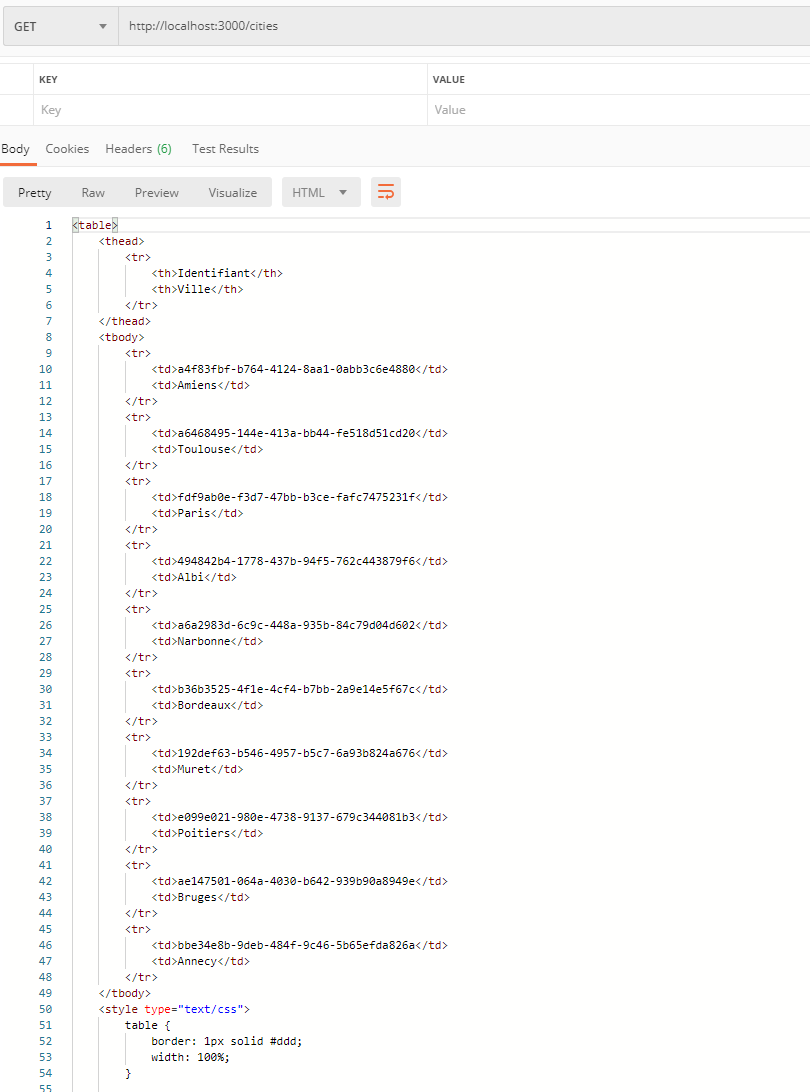 GET http://localhost:3000/cities
KEY VALUE
Key Value
Body Cookies Headers (6) Test Results
Pretty Raw Preview Visualize HTML
1 <table>
2 <thead>
3 <tr>
4 <th>Identifiant</th>
5 <th>Ville</th>
6 </tr>
7 </thead>
8 <tbody>
9 <tr>
10 <td>a4f83fbf-b764-4124-8aa1-0abb3c6e4880</td>
11 <td>Amiens</td>
12 </tr>
13 <tr>
14 <td>a6468495-144e-413a-bb44-fe518d51cd20</td>
15 <td>Toulouse</td>
16 </tr>
17 <tr>
18 <td>fdf9ab0e-f3d7-47bb-b3ce-fafc7475231f</td>
19 <td>Paris</td>
20 </tr>
21 <tr>
22 <td>494842b4-1778-437b-94f5-762c443879f6</td>
23 <td>Albi</td>
24 </tr>
25 <tr>
26 <td>a6a2983d-6c9c-448a-935b-84c79d04d602</td>
27 <td>Narbonne</td>
28 </tr>
29 <tr>
30 <td>b36b3525-4f1e-4cf4-b7bb-2a9e14e5f67c</td>
31 <td>Bordeaux</td>
32 </tr>
33 <tr>
34 <td>192def63-b546-4957-b5c7-6a93b824a676</td>
35 <td>Muret</td>
36 </tr>
37 <tr>
38 <td>e099e021-980e-4738-9137-679c344081b3</td>
39 <td>Poitiers</td>
40 </tr>
41 <tr>
42 <td>ae147501-064a-4030-b642-939b90a8949e</td>
43 <td>Bruges</td>
44 </tr>
45 <tr>
46 <td>bbe34e8b-9deb-484f-9c46-5b65efda826a</td>
47 <td>Annecy</td>
48 </tr>
49 </tbody>
50 <style type="text/css">
51 table {
52 border: 1px solid #ddd;
53 width: 100%;
54 }
55